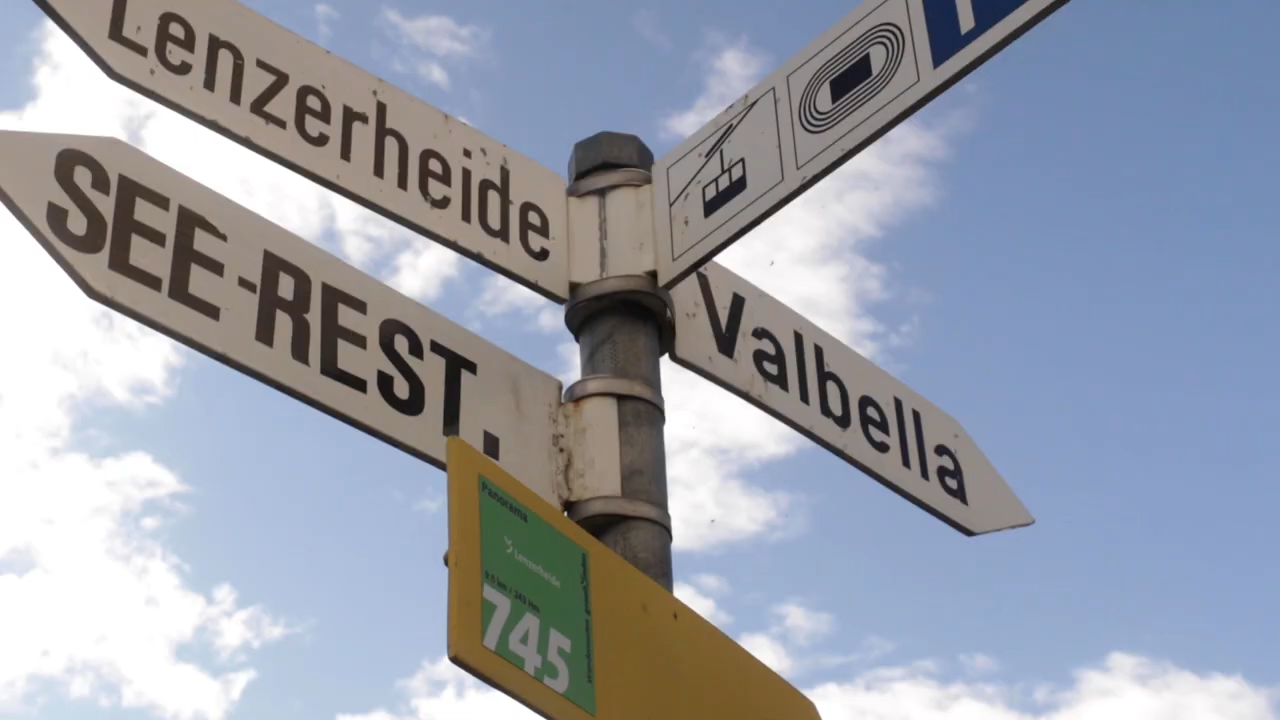 Lenzerheide
SEE-REST.
Valbella
Panorama
Lenzerheide
745